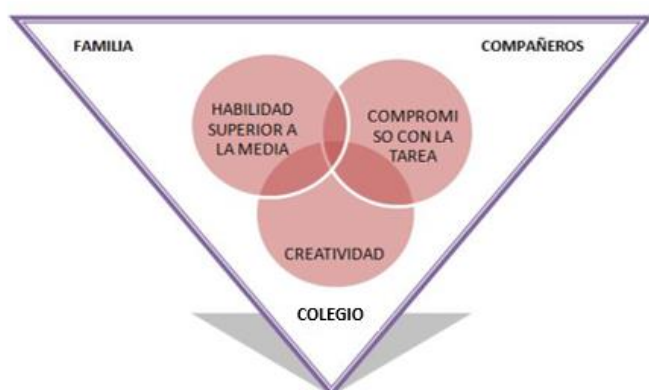 FAMILIA
COMPAÑEROS
HABILIDAD
SUPERIOR A
LA MEDIA
COMPROMI
SO CON LA
TAREA
CREATIVIDAD
COLEGIO